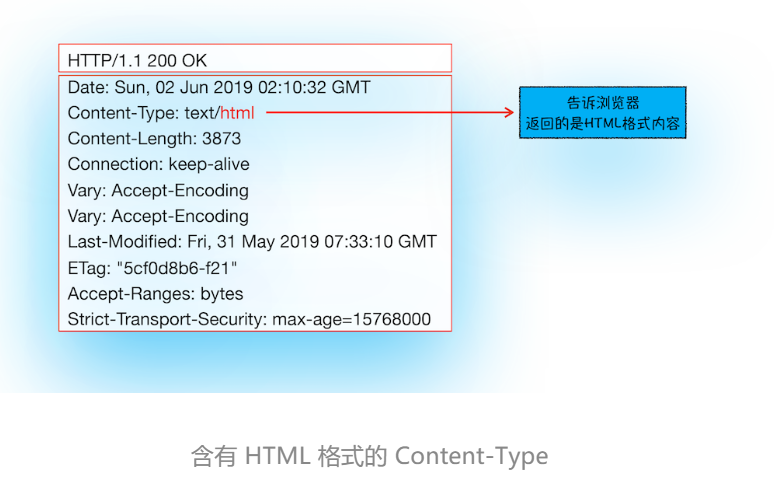 HTTP/1.1 200 OK
Date: Sun, 02 Jun 2019 02:10:32 GMT
Content-Type: text/html
告诉浏览器
返回的是HTML格式内容
Content-Length: 3873
Connection: keep-alive
Vary: Accept-Encoding
Vary: Accept-Encoding
Last-Modified: Fri, 31 May 2019 07:33:10 GMT
ETag: "5cf0d8b6-f21"
Accept-Ranges: bytes
Strict-Transport-Security: max-age=15768000
含有 HTML 格式的 Content-Type